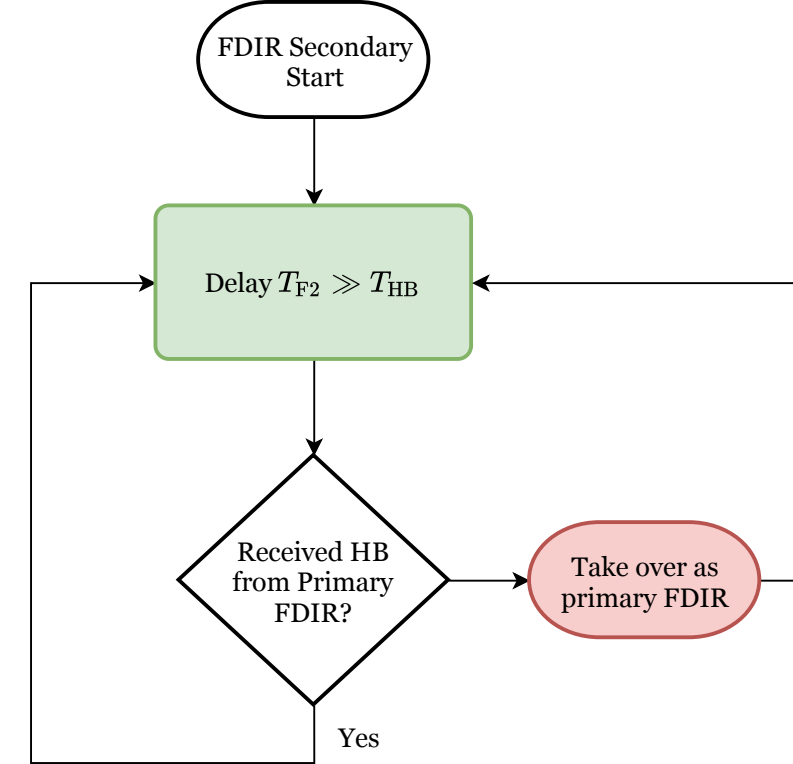 FDIR Secondary
Start
Delay T_F2 ≫ T_HB
Received HB
from Primary
FDIR?
Take over as
primary FDIR
Yes